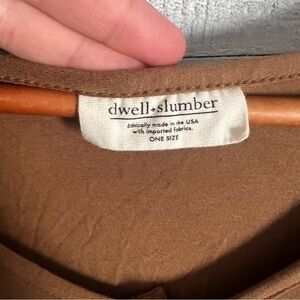 dwell+slumber
Ethically made in the USA
with imported fabrics.
ONE SIZE